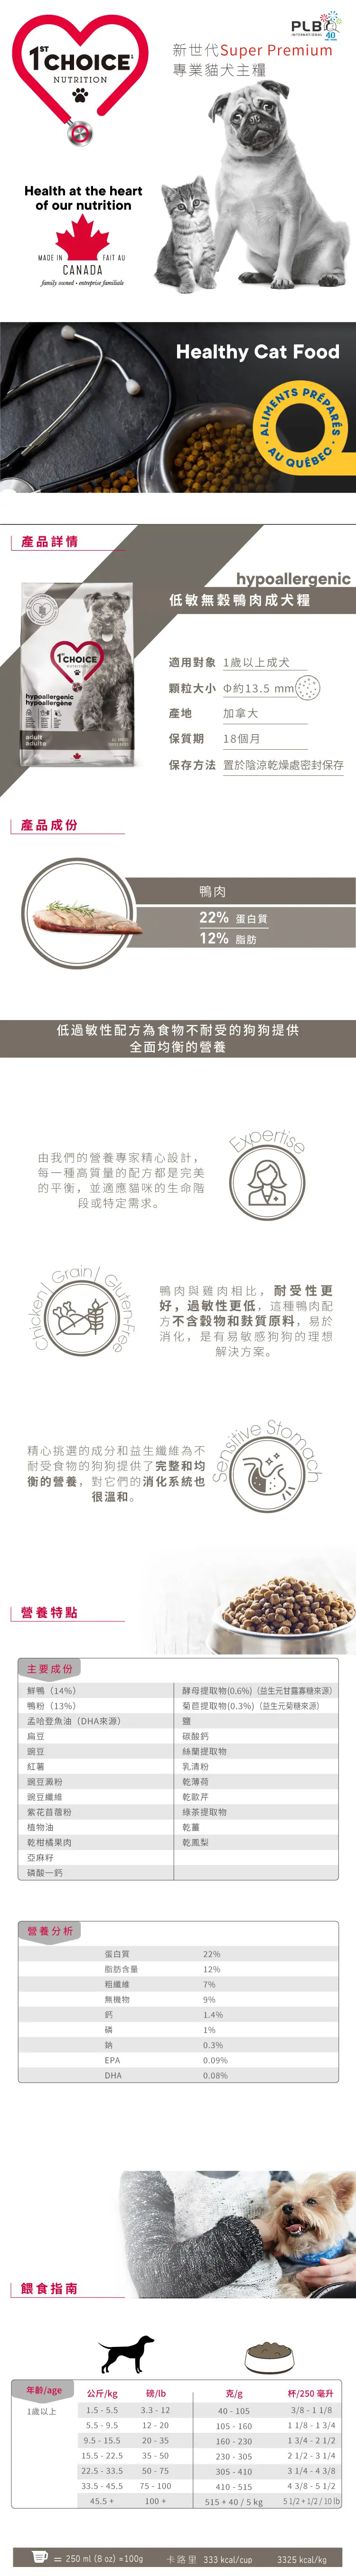 1ST CHOICE
NUTRITION
PLB
INTERNATIONAL
40
新世代Super Premium
專業貓犬主糧
Health at the heart
of our nutrition
MADE IN FAIT AU
CANADA
family owned • entreprise familiale
Healthy Cat Food
ALIMENTS PRÉPARÉS
• AU QUÉBEC •
產品詳情
hypoallergenic
低敏無穀鴨肉成犬糧
1ST CHOICE
NUTRITION
hypoallergenic
hypoallergène
adult
adulte
適用對象 1歲以上成犬
顆粒大小 Φ約13.5 mm
產地 加拿大
保質期 18個月
保存方法 置於陰涼乾燥處密封保存
產品成份
鴨肉
22% 蛋白質
12% 脂肪
低過敏性配方為食物不耐受的狗狗提供
全面均衡的營養
Expertise
由我們的營養專家精心設計，
每一種高質量的配方都是完美
的平衡，並適應貓咪的生命階
段或特定需求。
Chicken/ Grain/ Gluten-Free
鴨肉與雞肉相比，耐受性更
好，過敏性更低，這種鴨肉配
方不含穀物和麩質原料，易於
消化，是有易敏感狗狗的理想
解決方案。
Sensitive Stomach
精心挑選的成分和益生纖維為不
耐受食物的狗狗提供了完整和均
衡的營養，對它們的消化系統也
很溫和。
營養特點
主要成份
鮮鴨（14%） 酵母提取物(0.6%)（益生元甘露寡糖來源）
鴨粉（13%） 菊苣提取物(0.3%)（益生元菊糖來源）
孟哈登魚油（DHA來源） 鹽
扁豆 碳酸鈣
豌豆 絲蘭提取物
紅薯 乳清粉
豌豆澱粉 乾薄荷
豌豆纖維 乾歐芹
紫花苜蓿粉 綠茶提取物
植物油 乾薑
乾柑橘果肉 乾鳳梨
亞麻籽
磷酸一鈣
營養分析
蛋白質 22%
脂肪含量 12%
粗纖維 7%
無機物 9%
鈣 1.4%
磷 1%
鈉 0.3%
EPA 0.09%
DHA 0.08%
餵食指南
年齡/age 公斤/kg 磅/lb 克/g 杯/250 毫升
1歲以上 1.5 - 5.5 3.3 - 12 40 - 105 3/8 - 1 1/8
5.5 - 9.5 12 - 20 105 - 160 1 1/8 - 1 3/4
9.5 - 15.5 20 - 35 160 - 230 1 3/4 - 2 1/2
15.5 - 22.5 35 - 50 230 - 305 2 1/2 - 3 1/4
22.5 - 33.5 50 - 75 305 - 410 3 1/4 - 4 3/8
33.5 - 45.5 75 - 100 410 - 515 4 3/8 - 5 1/2
45.5 + 100 + 515 + 40 / 5 kg 5 1/2 + 1/2 / 10 lb
= 250 ml (8 oz) =100g 卡路里 333 kcal/cup 3325 kcal/kg